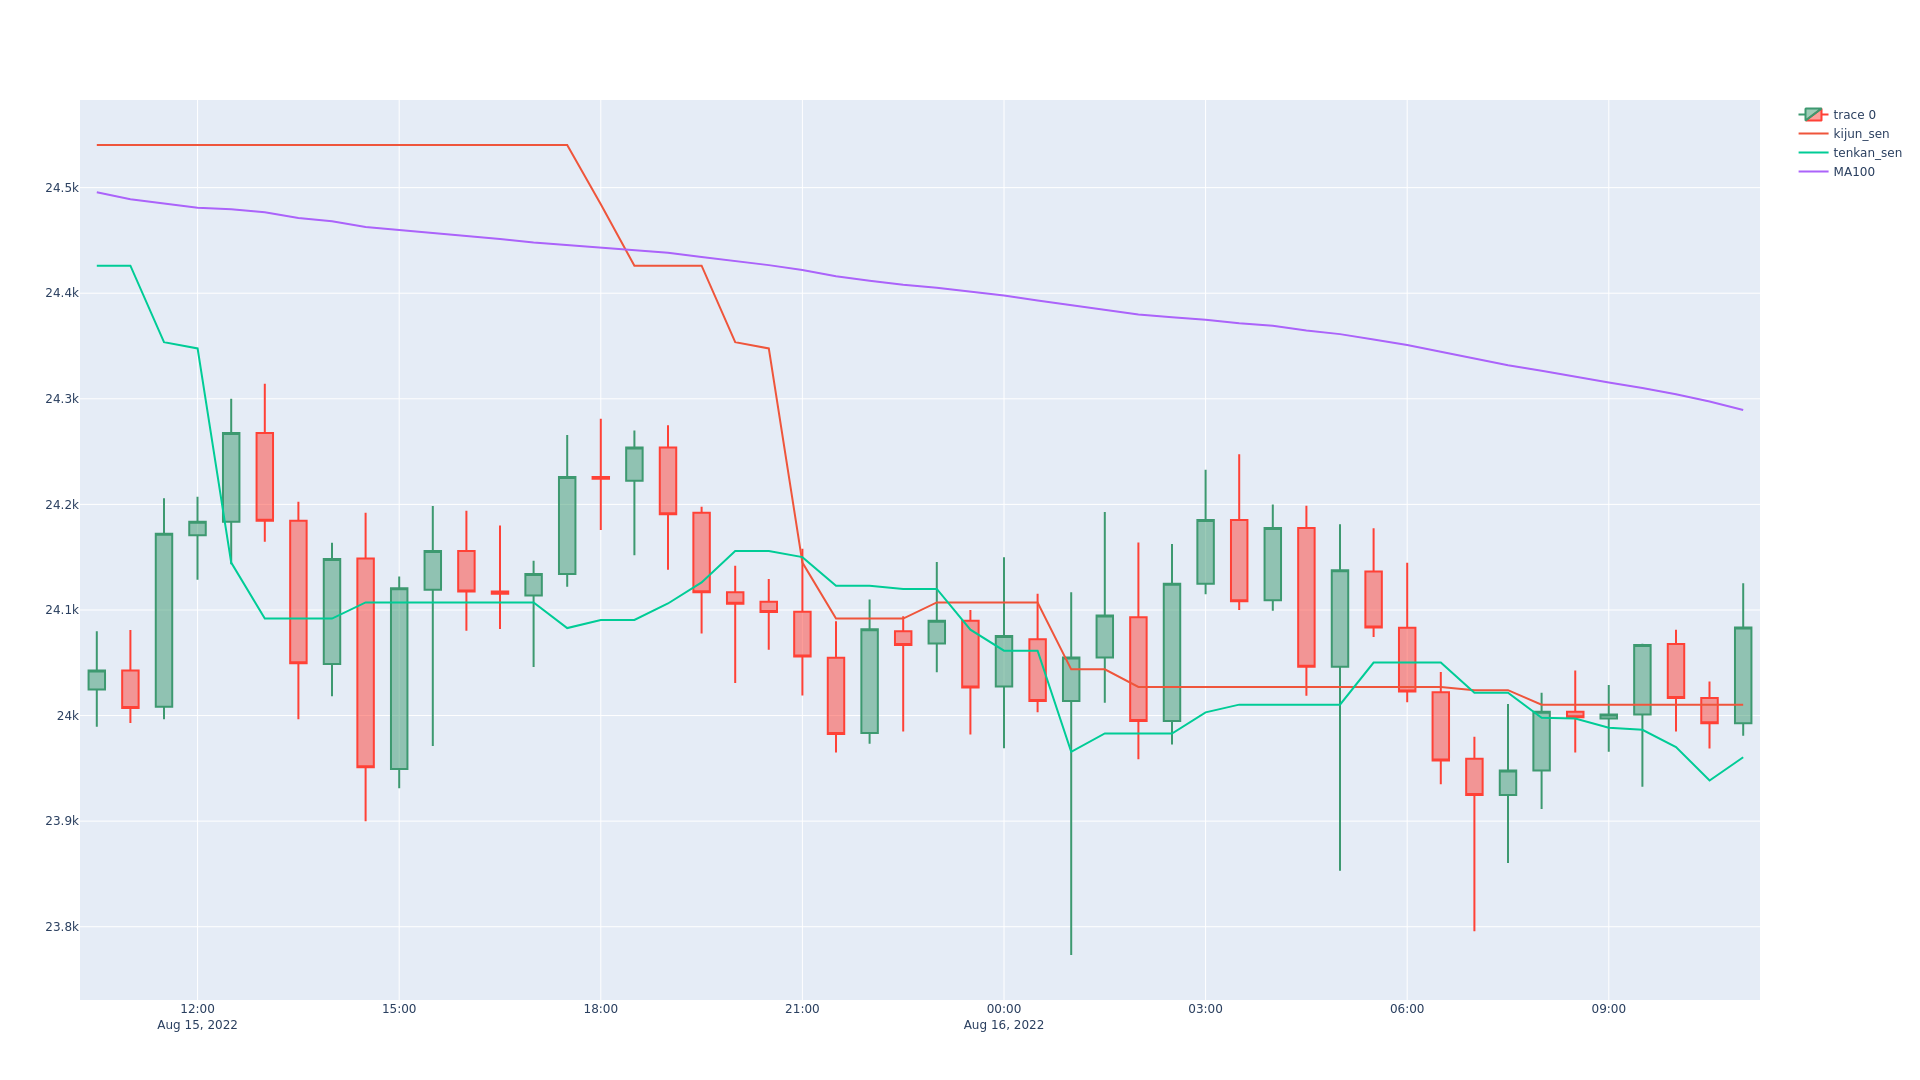 trace 0
kijun_sen
tenkan_sen
MA100
24.5k
24.4k
24.3k
24.2k
24.1k
24k
23.9k
23.8k
12:00 15:00 18:00 21:00 00:00 03:00 06:00 09:00
Aug 15, 2022 Aug 16, 2022